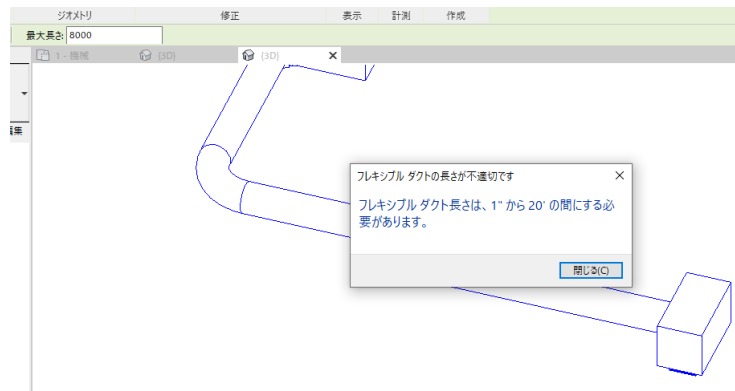 ジオメトリ 修正 表示 計測 作成
最大長さ: 8000
1 - 機械 (3D) (3D)
編集
フレキシブル ダクトの長さが不適切です
フレキシブル ダクト長さは、1" から 20' の間にする必
要があります。
閉じる(C)